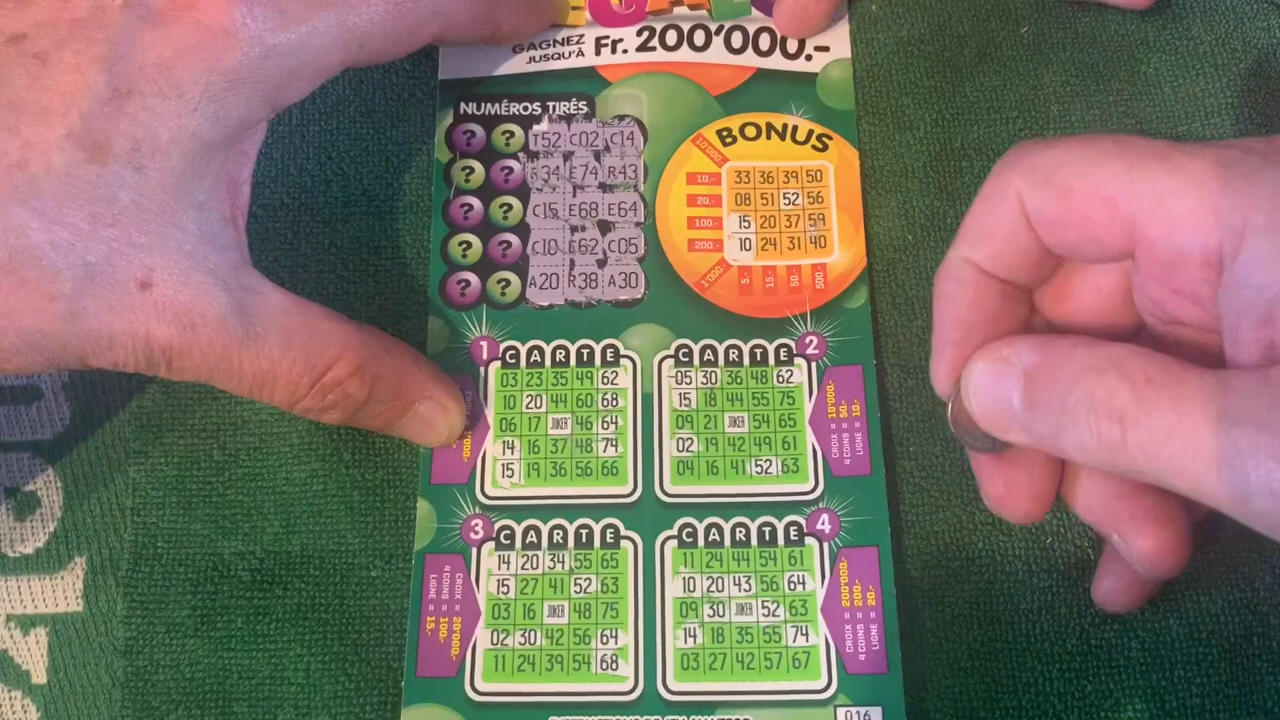 GAGNEZ
JUSQU'À Fr. 200'000.-
NUMÉROS TIRÉS
? ? T52 C02 C14
? ? R34 E74 R43
? ? C15 E68 E64
? ? C10 E62 C05
? ? A20 R38 A30
BONUS
10'000.-
10.- 33 36 39 50
20.- 08 51 52 56
100.- 15 20 37 59
200.- 10 24 31 40
1'000.- 5.- 15.- 50.- 500.-
1
C A R T E
03 23 35 49 62
10 20 44 60 68
06 17 JOKER 46 64
14 16 37 48 74
15 19 36 56 66
2
C A R T E
05 30 36 48 62
15 18 44 55 75
09 21 JOKER 54 65
02 19 42 49 61
04 16 41 52 63
CROIX = 10'000.-
4 COINS = 50.-
LIGNE = 10.-
3
C A R T E
14 20 34 55 65
15 27 41 52 63
03 16 JOKER 48 75
02 30 42 56 64
11 24 39 54 68
CROIX = 20'000.-
4 COINS = 100.-
LIGNE = 15.-
4
C A R T E
11 24 44 54 61
10 20 43 56 64
09 30 JOKER 52 63
14 18 35 55 74
03 27 42 57 67
CROIX = 200'000.-
4 COINS = 200.-
LIGNE = 20.-
016